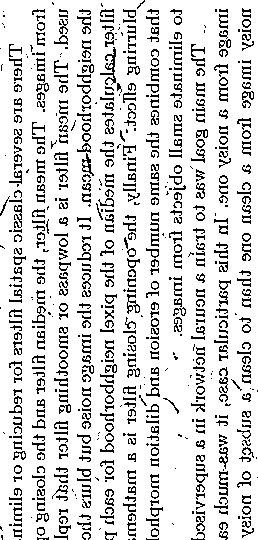 There are several classic spatial filters for reducing or elimin
from images. The mean filter, the median filter and the closing op
used. The mean filter is a lowpass or smoothing filter that repl
the neighborhood mean. It reduces the image noise but blurs the
filter calculates the median of the pixel neighborhood for each p
blurring effect. Finally, the opening closing filter is a mathem
that combines the same number of erosion and dilation morphol
to eliminate small objects from images.
The main goal was to train a neural network in a supervised
image from a noisy one. In this particular case, it was much ea
noisy image from a clean one than to clean a subset of noisy